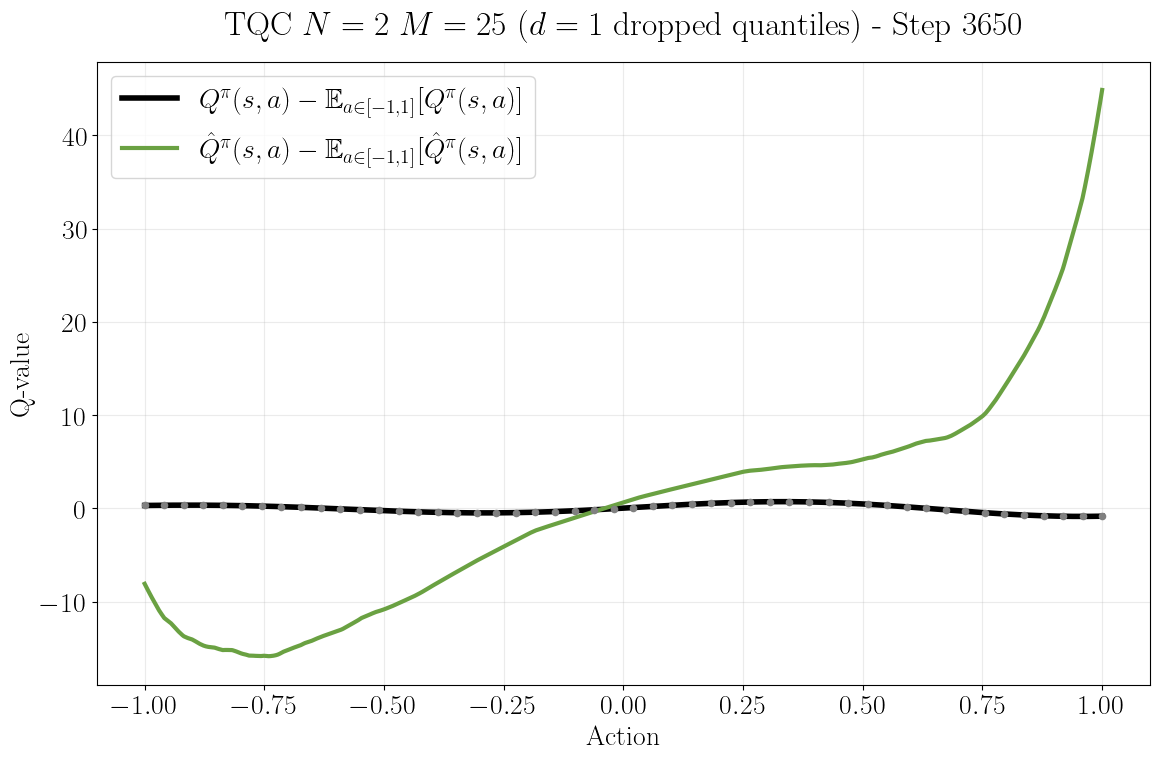 TQC N = 2 M = 25 (d = 1 dropped quantiles) - Step 3650
Q^π(s, a) − 𝔼_{a∈[−1,1]}[Q^π(s, a)]
Q̂^π(s, a) − 𝔼_{a∈[−1,1]}[Q̂^π(s, a)]
40
30
20
10
0
−10
Q-value
−1.00 −0.75 −0.50 −0.25 0.00 0.25 0.50 0.75 1.00
Action